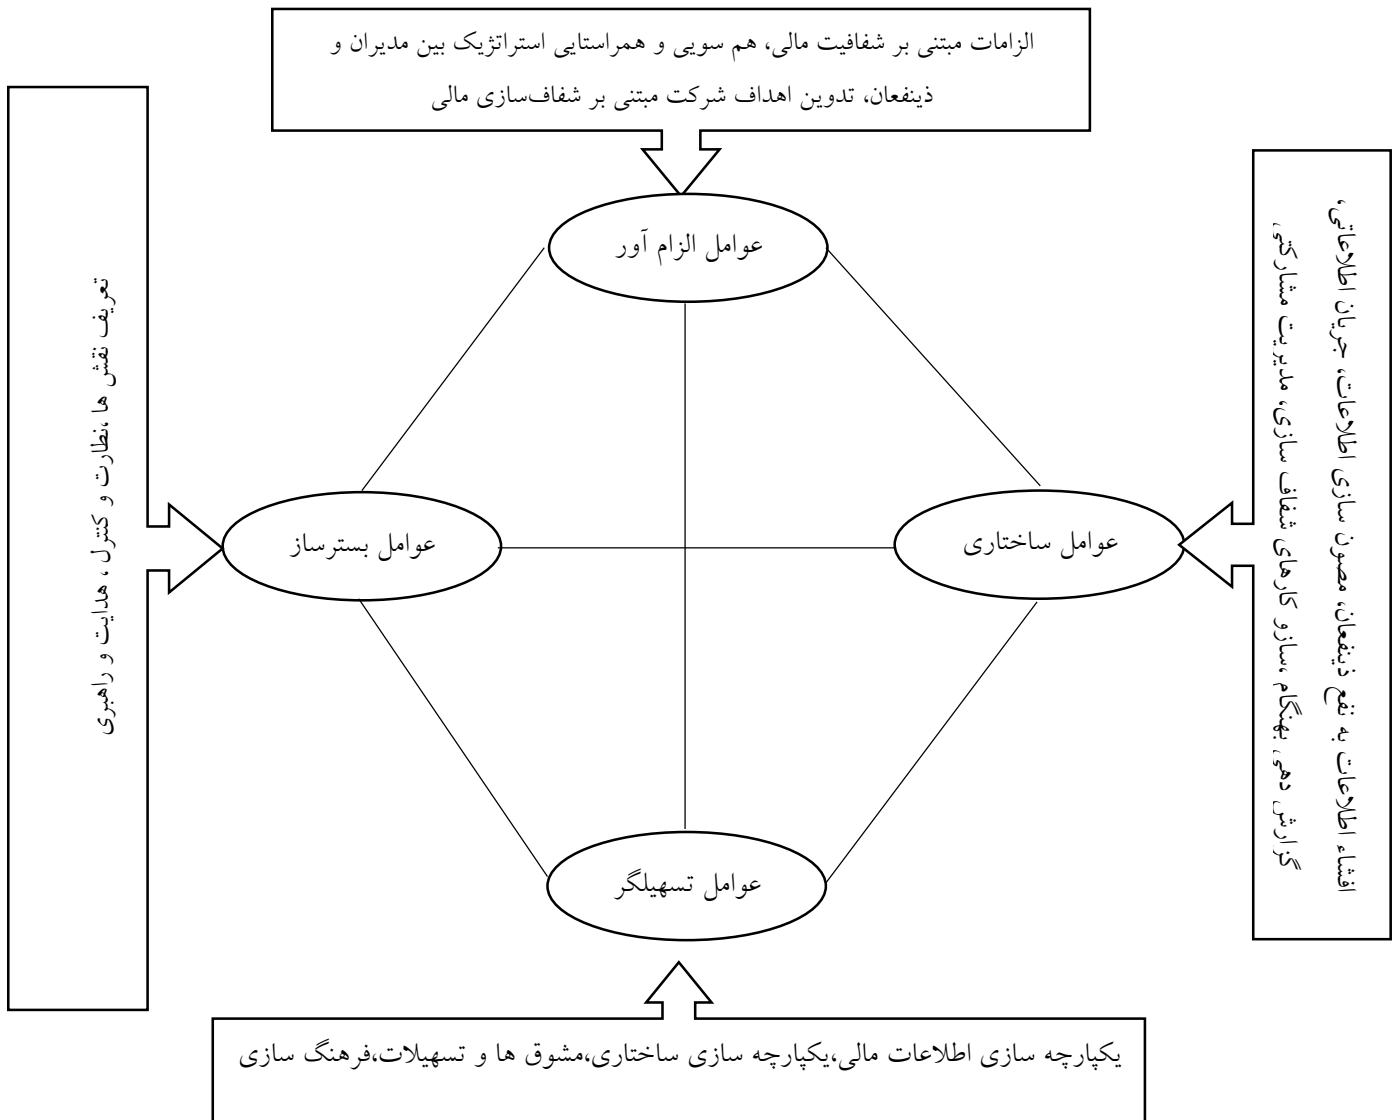 الزامات مبتنی بر شفافیت مالی، هم سویی و همراستایی استراتژیک بین مدیران و
ذینفعان، تدوین اهداف شرکت مبتنی بر شفاف‌سازی مالی
افشاء اطلاعات به نفع ذینفعان، مصون سازی اطلاعات، جریان اطلاعاتی،
گزارش دهی بهنگام ،سازو کارهای شفاف سازی، مدیریت مشارکتی
عوامل الزام آور
عوامل ساختاری
عوامل بسترساز
تعریف نقش ها ،نظارت و کنترل ، هدایت و راهبری
عوامل تسهیلگر
یکپارچه سازی اطلاعات مالی،یکپارچه سازی ساختاری،مشوق ها و تسهیلات،فرهنگ سازی